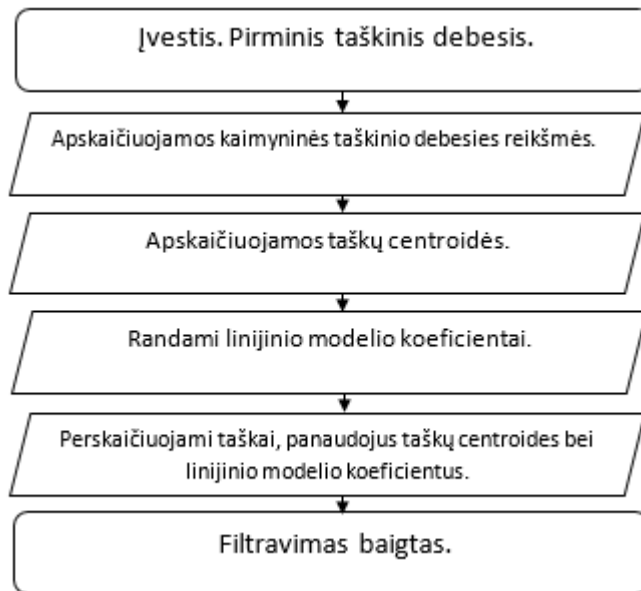 Įvestis. Pirminis taškinis debesis.
Apskaičiuojamos kaimyninės taškinio debesies reikšmės.
Apskaičiuojamos taškų centroidės.
Randami linijinio modelio koeficientai.
Perskaičiuojami taškai, panaudojus taškų centroides bei
linijinio modelio koeficientus.
Filtravimas baigtas.